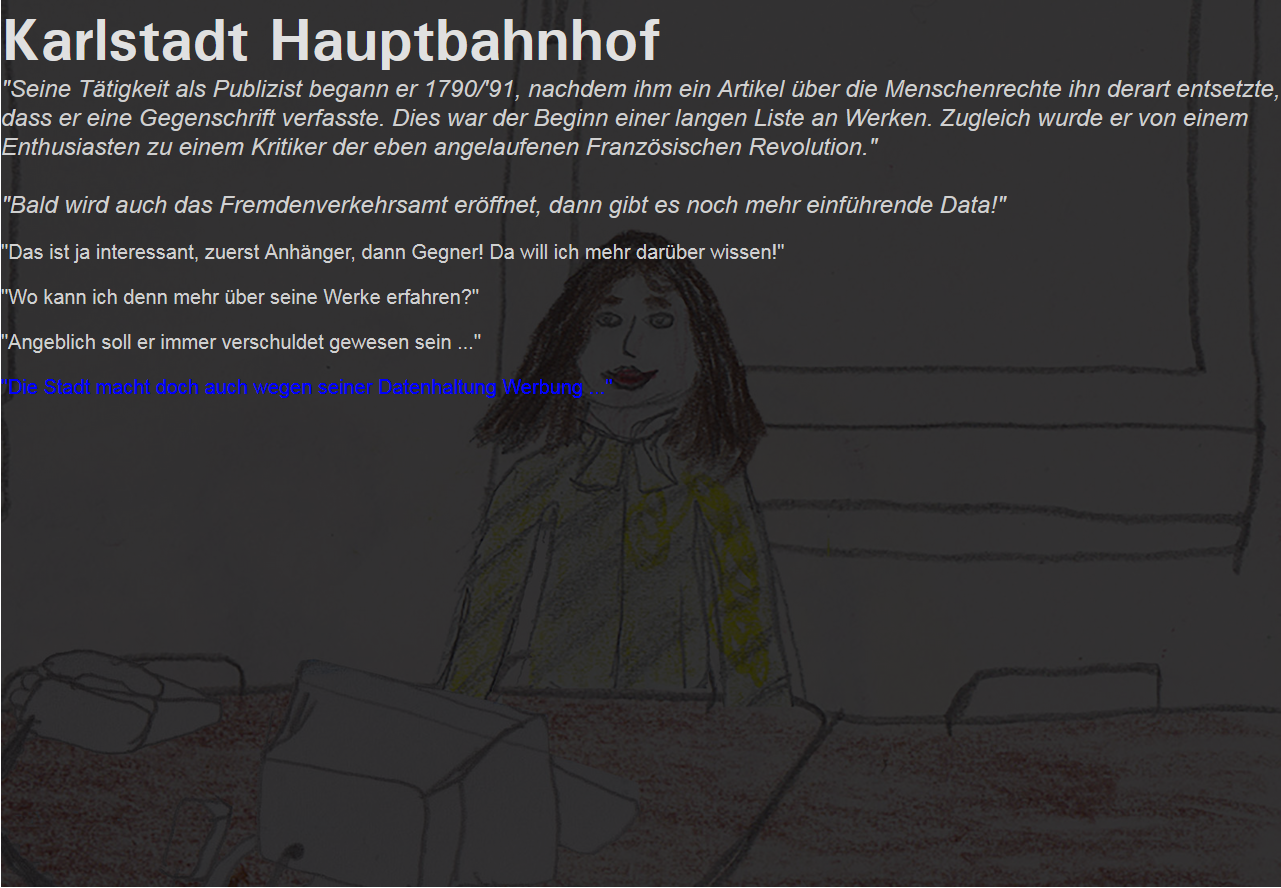 Karlstadt Hauptbahnhof
"Seine Tätigkeit als Publizist begann er 1790/'91, nachdem ihm ein Artikel über die Menschenrechte ihn derart entsetzte,
dass er eine Gegenschrift verfasste. Dies war der Beginn einer langen Liste an Werken. Zugleich wurde er von einem
Enthusiasten zu einem Kritiker der eben angelaufenen Französischen Revolution."
"Bald wird auch das Fremdenverkehrsamt eröffnet, dann gibt es noch mehr einführende Data!"
"Das ist ja interessant, zuerst Anhänger, dann Gegner! Da will ich mehr darüber wissen!"
"Wo kann ich denn mehr über seine Werke erfahren?"
"Angeblich soll er immer verschuldet gewesen sein ..."
"Die Stadt macht doch auch wegen seiner Datenhaltung Werbung ..."